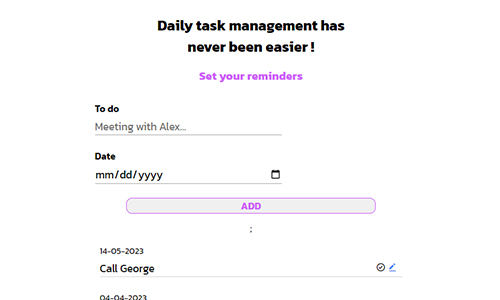 Daily task management has
never been easier !
Set your reminders
To do
Meeting with Alex...
Date
mm/dd/yyyy
ADD
;
14-05-2023
Call George
04-04-2023